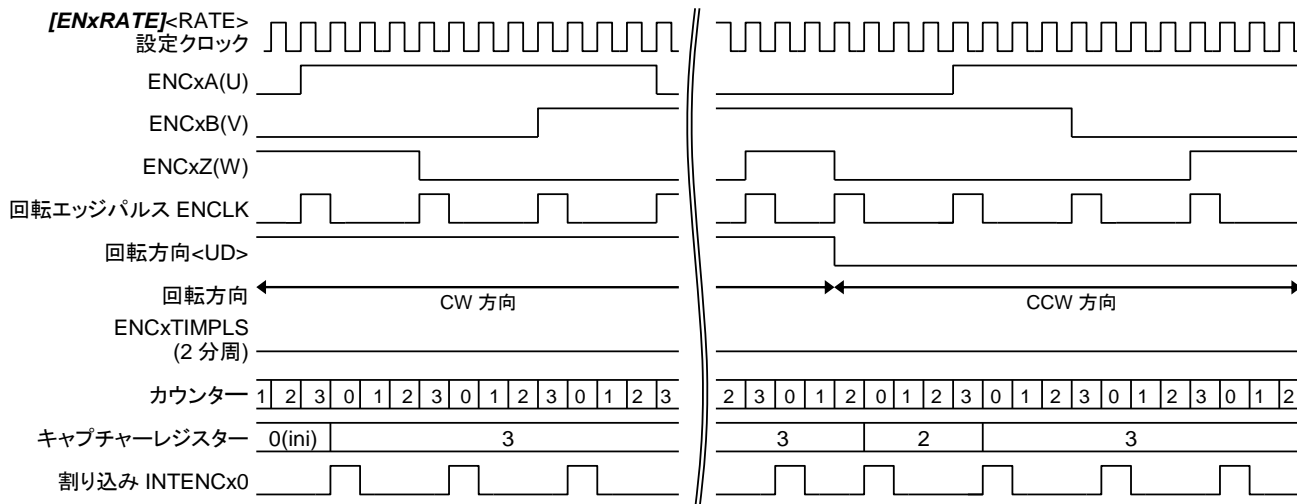 [ENxRATE]<RATE>
設定クロック
ENCxA(U)
ENCxB(V)
ENCxZ(W)
回転エッジパルス ENCLK
回転方向<UD>
回転方向 CW 方向 CCW 方向
ENCxTIMPLS
(2 分周)
カウンター 1 2 3 0 1 2 3 0 1 2 3 0 1 2 3 2 3 0 1 2 0 1 2 3 0 1 2 3 0 1 2 3 0 1 2
キャプチャーレジスター 0(ini) 3 3 2 3
割り込み INTENCx0